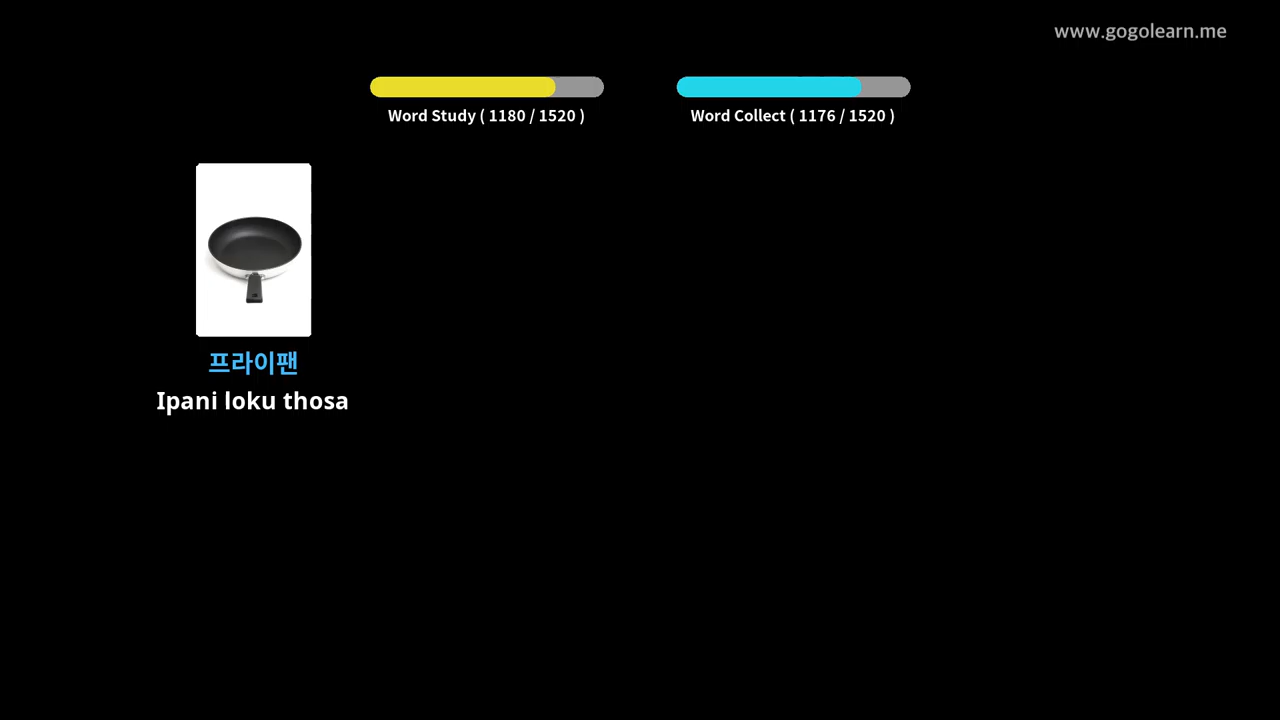 www.gogolearn.me
Word Study ( 1180 / 1520 )
Word Collect ( 1176 / 1520 )
프라이팬
Ipani loku thosa